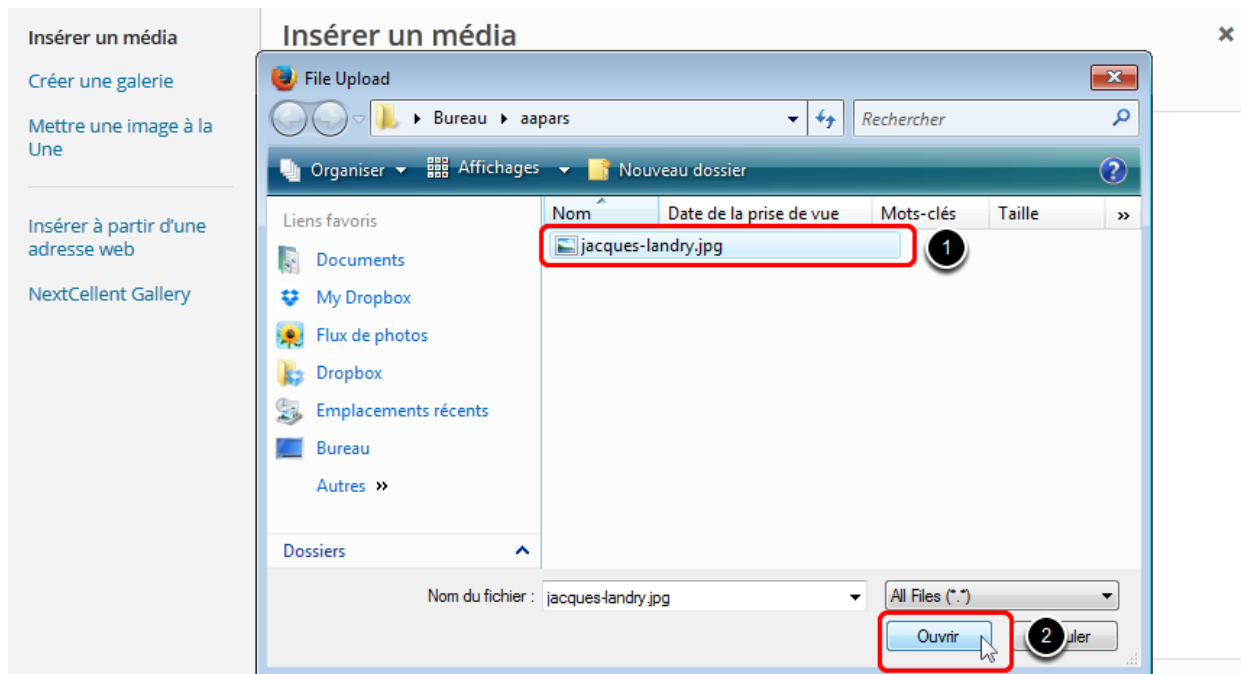 Insérer un média
Créer une galerie
Mettre une image à la
Une
Insérer à partir d'une
adresse web
NextCellent Gallery
Insérer un média
File Upload
Bureau aapars
Rechercher
Organiser Affichages Nouveau dossier
Liens favoris
Documents
My Dropbox
Flux de photos
Dropbox
Emplacements récents
Bureau
Autres »
Dossiers
Nom Date de la prise de vue Mots-clés Taille »
jacques-landry.jpg
1
Nom du fichier : jacques-landry.jpg All Files (*.*)
Ouvrir 2 uler